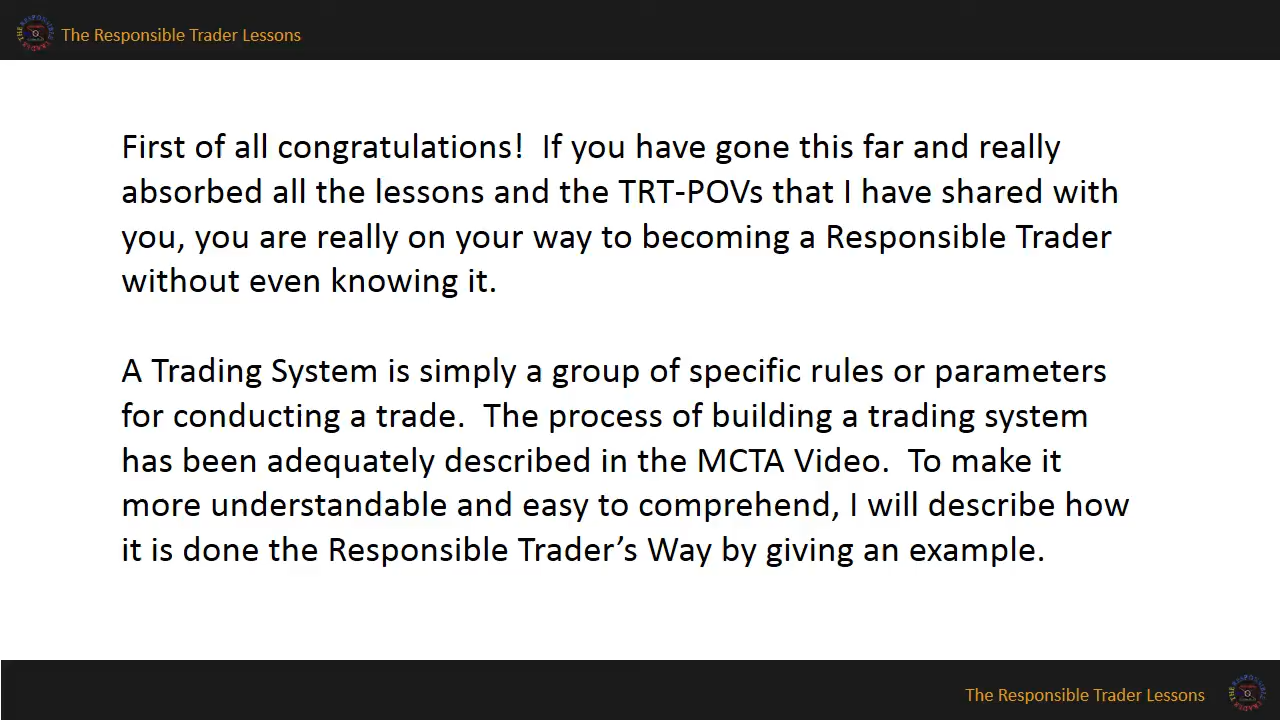 The Responsible Trader Lessons
First of all congratulations!  If you have gone this far and really
absorbed all the lessons and the TRT-POVs that I have shared with
you, you are really on your way to becoming a Responsible Trader
without even knowing it.
A Trading System is simply a group of specific rules or parameters
for conducting a trade.  The process of building a trading system
has been adequately described in the MCTA Video.  To make it
more understandable and easy to comprehend, I will describe how
it is done the Responsible Trader’s Way by giving an example.
The Responsible Trader Lessons